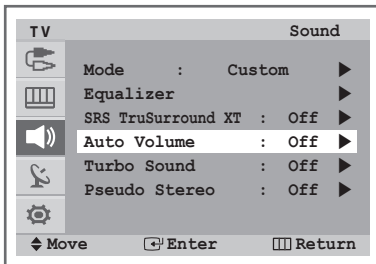 TV Sound
Mode : Custom
Equalizer
SRS TruSurround XT : Off
Auto Volume : Off
Turbo Sound : Off
Pseudo Stereo : Off
Move Enter Return